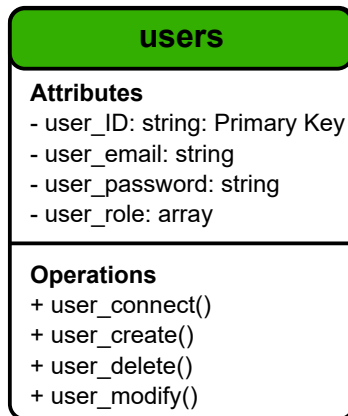 users
Attributes
- user_ID: string: Primary Key
- user_email: string
- user_password: string
- user_role: array
Operations
+ user_connect()
+ user_create()
+ user_delete()
+ user_modify()